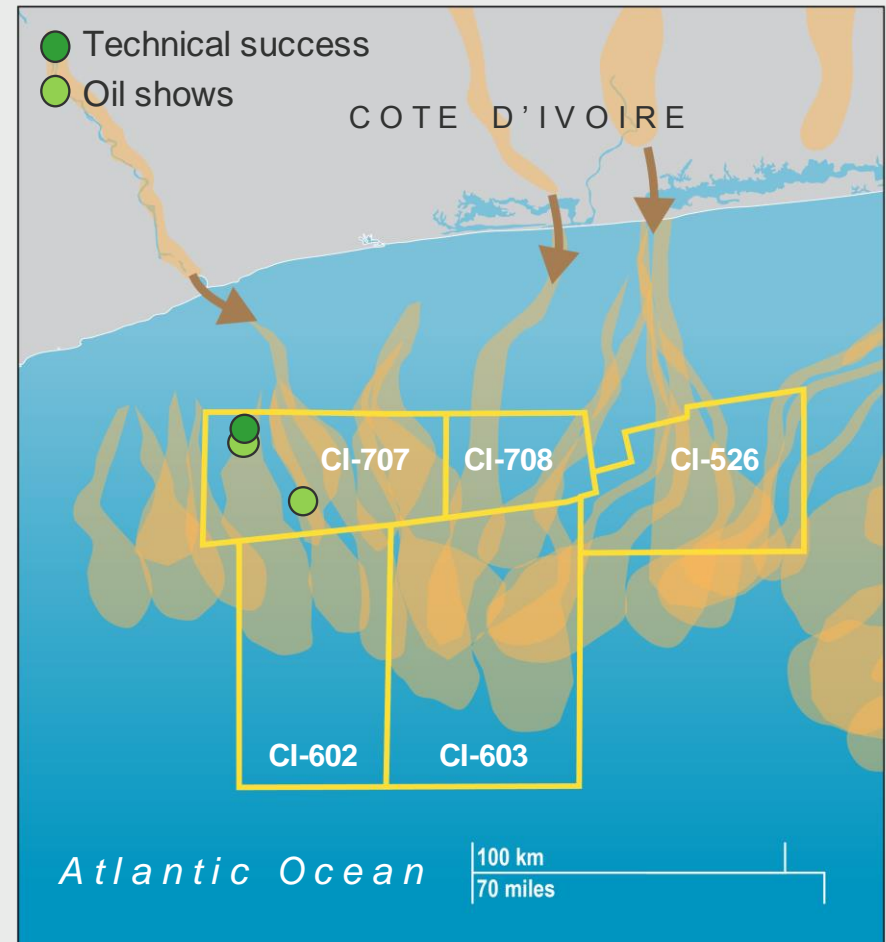 Technical success
Oil shows
COTE D'IVOIRE
CI-707
CI-708
CI-526
CI-602
CI-603
Atlantic Ocean
100 km
70 miles